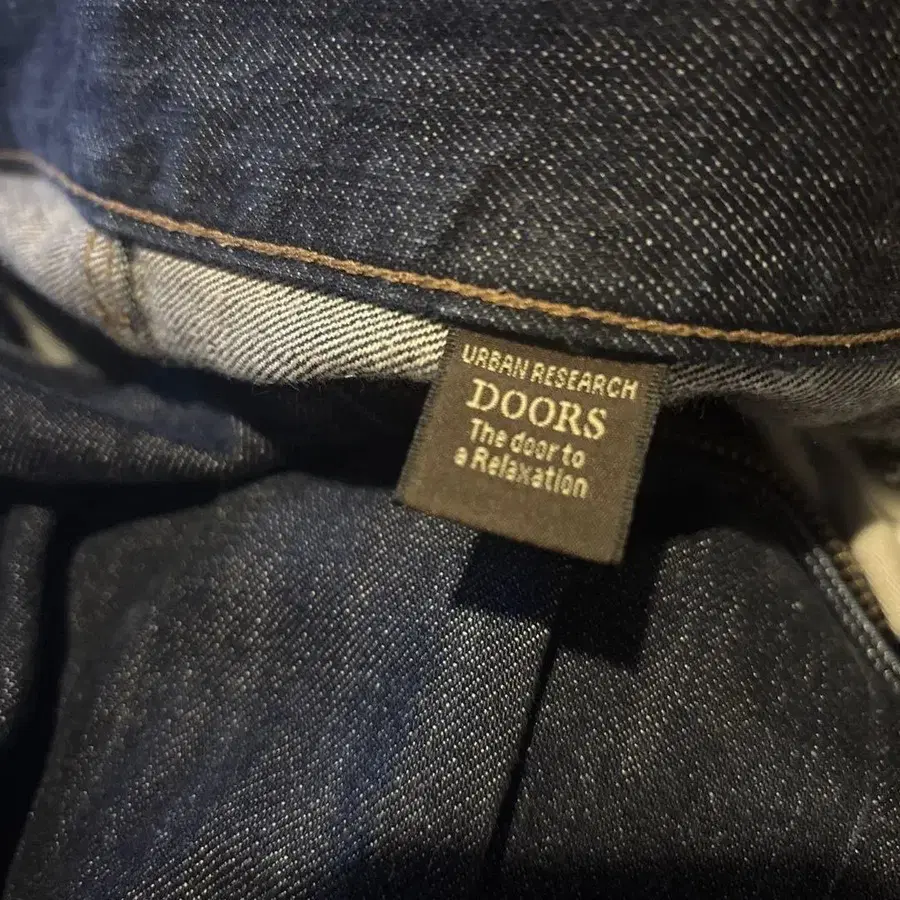 URBAN RESEARCH
DOORS
The door to
a Relaxation